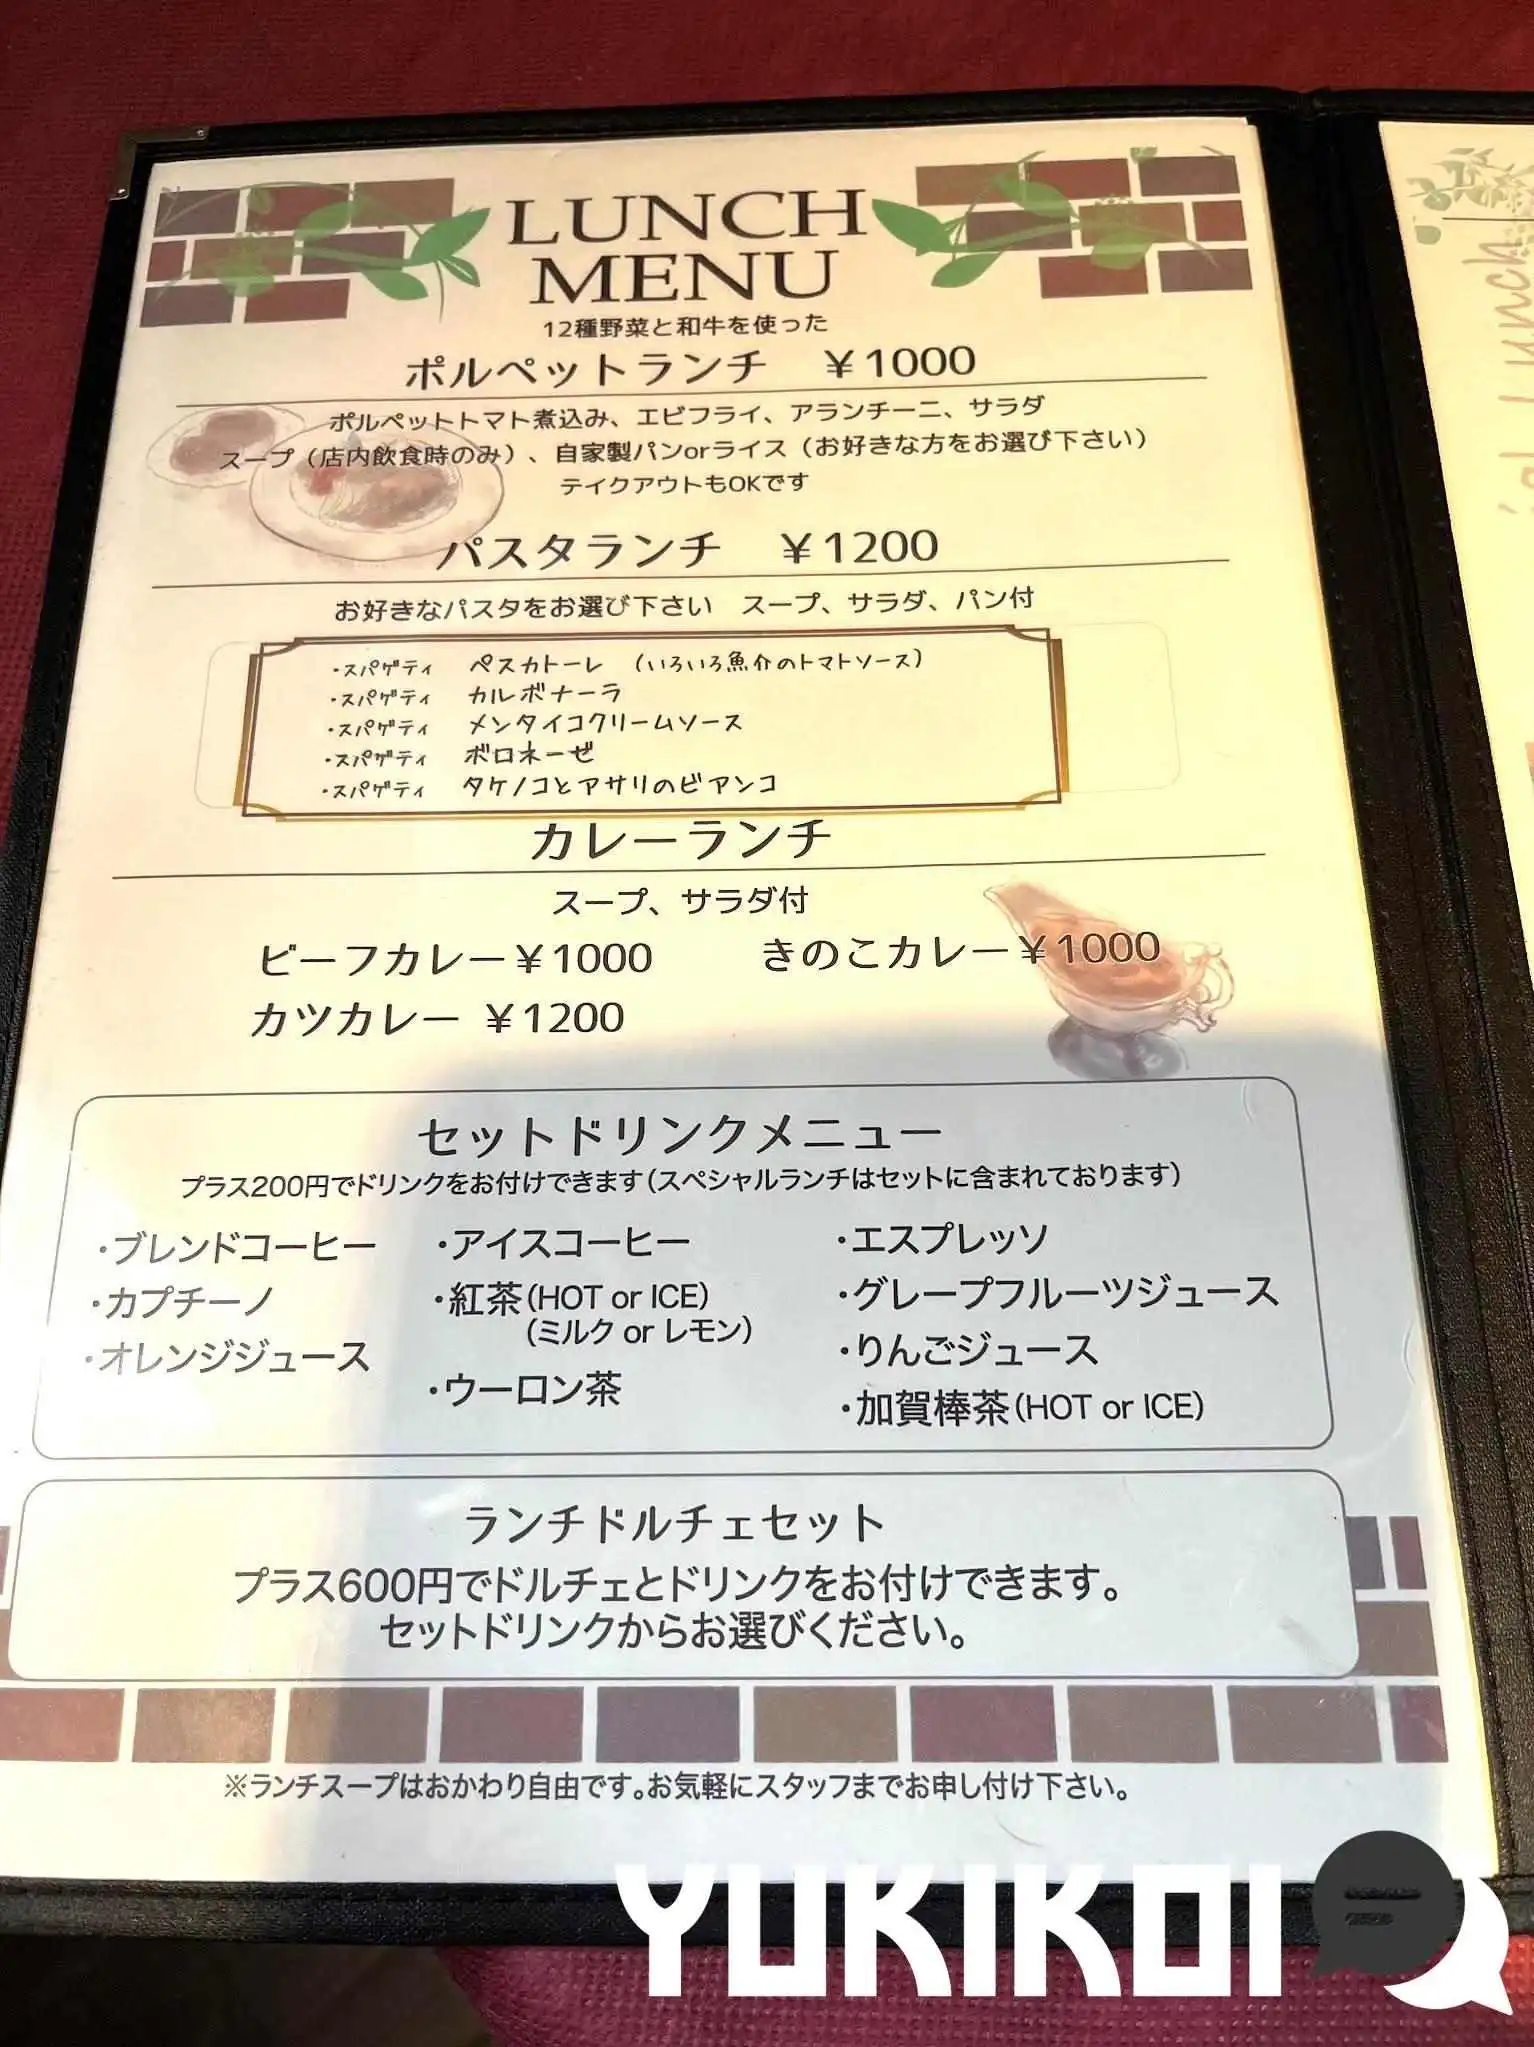 LUNCH
MENU
12種野菜と和牛を使った
ポルペットランチ ￥1000
ポルペットトマト煮込み、エビフライ、アランチーニ、サラダ
スープ（店内飲食時のみ）、自家製パンorライス（お好きな方をお選び下さい）
テイクアウトもOKです
パスタランチ ￥1200
お好きなパスタをお選び下さい スープ、サラダ、パン付
・スパゲティ ペスカトーレ （いろいろ魚介のトマトソース）
・スパゲティ カルボナーラ
・スパゲティ メンタイコクリームソース
・スパゲティ ボロネーゼ
・スパゲティ タケノコとアサリのビアンコ
カレーランチ
スープ、サラダ付
ビーフカレー￥1000 きのこカレー￥1000
カツカレー ￥1200
セットドリンクメニュー
プラス200円でドリンクをお付けできます（スペシャルランチはセットに含まれております）
・ブレンドコーヒー ・アイスコーヒー ・エスプレッソ
・カプチーノ ・紅茶(HOT or ICE) ・グレープフルーツジュース
(ミルク or レモン)
・オレンジジュース ・りんごジュース
・ウーロン茶 ・加賀棒茶(HOT or ICE)
ランチドルチェセット
プラス600円でドルチェとドリンクをお付けできます。
セットドリンクからお選びください。
※ランチスープはおかわり自由です。お気軽にスタッフまでお申し付け下さい。
Lunch
YUKIKOI